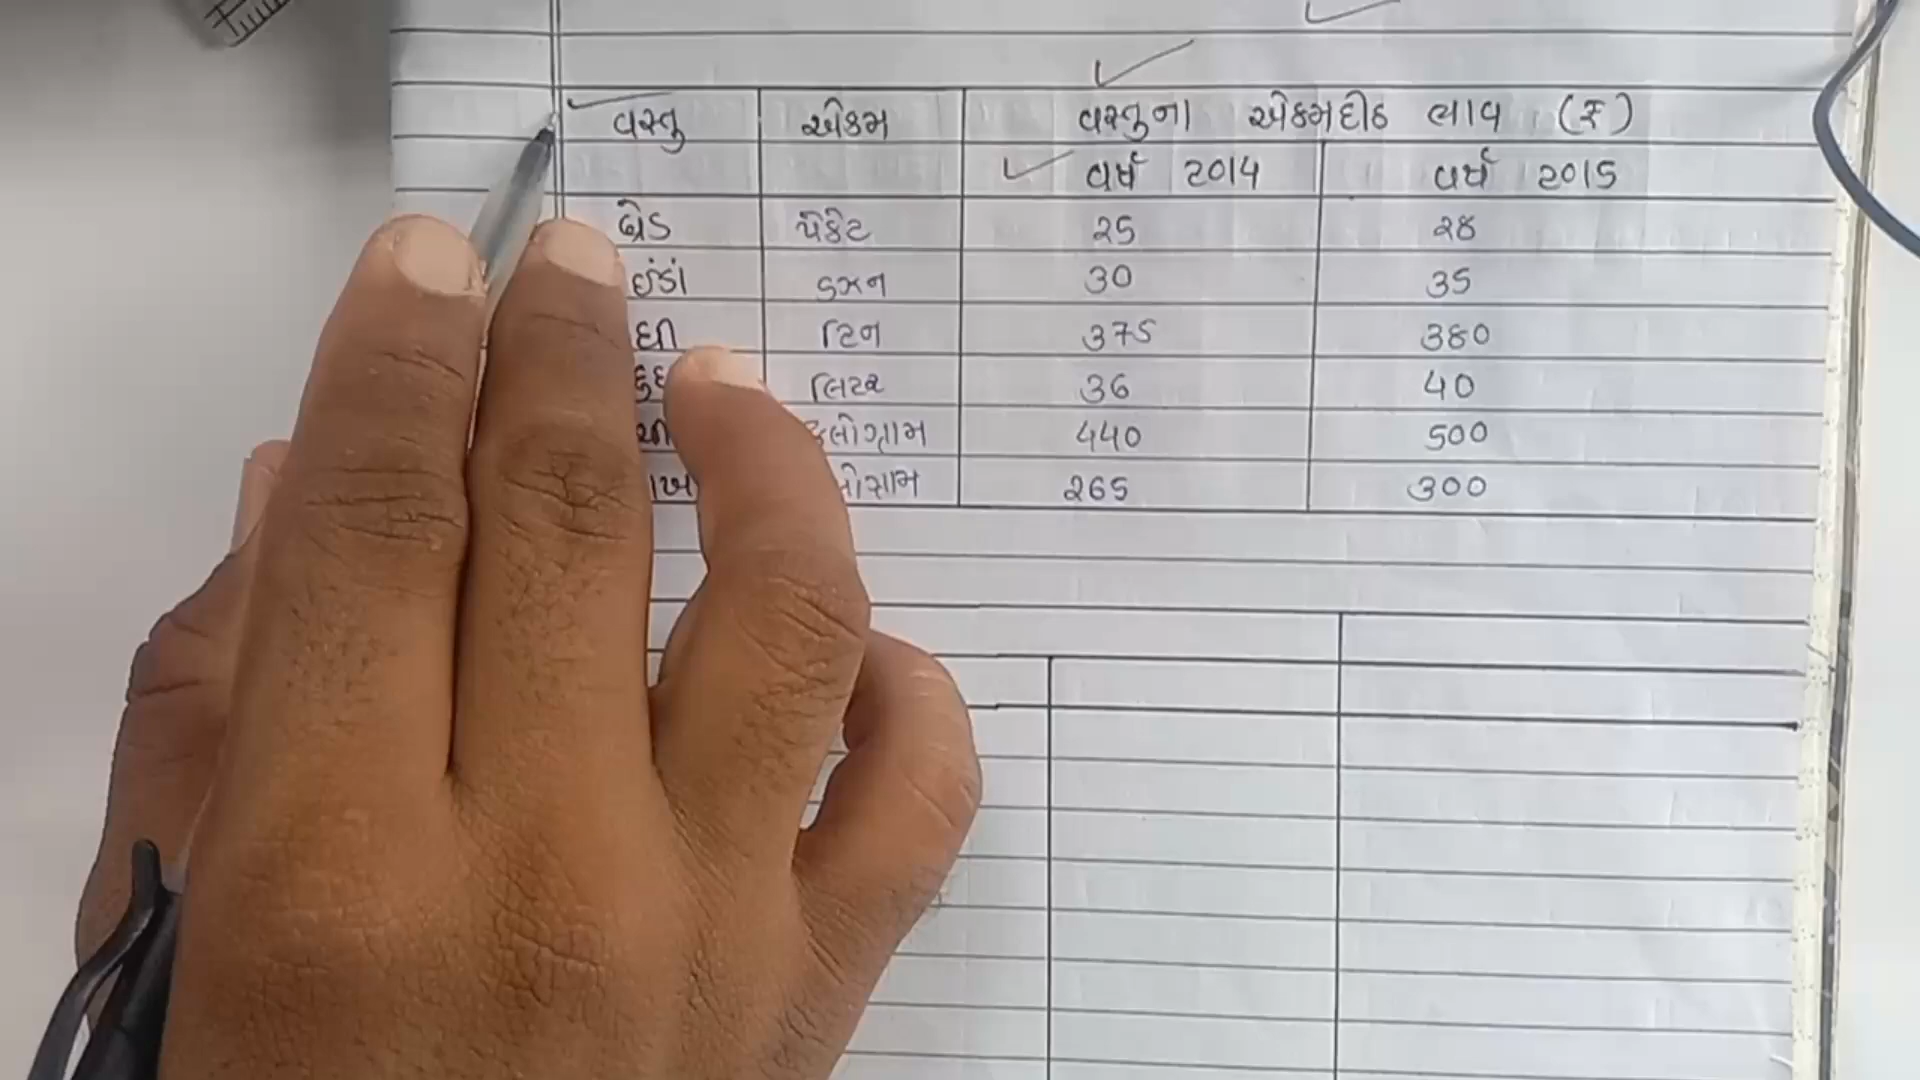 વસ્તુ એકમ વસ્તુના એકમદીઠ ભાવ (₹)
વર્ષ 2014 વર્ષ 2015
બ્રેડ પેકેટ 25 28
ઈંડાં ડઝન 30 35
ઘી ટિન 375 380
લિટર 36 40
440 500
265 300